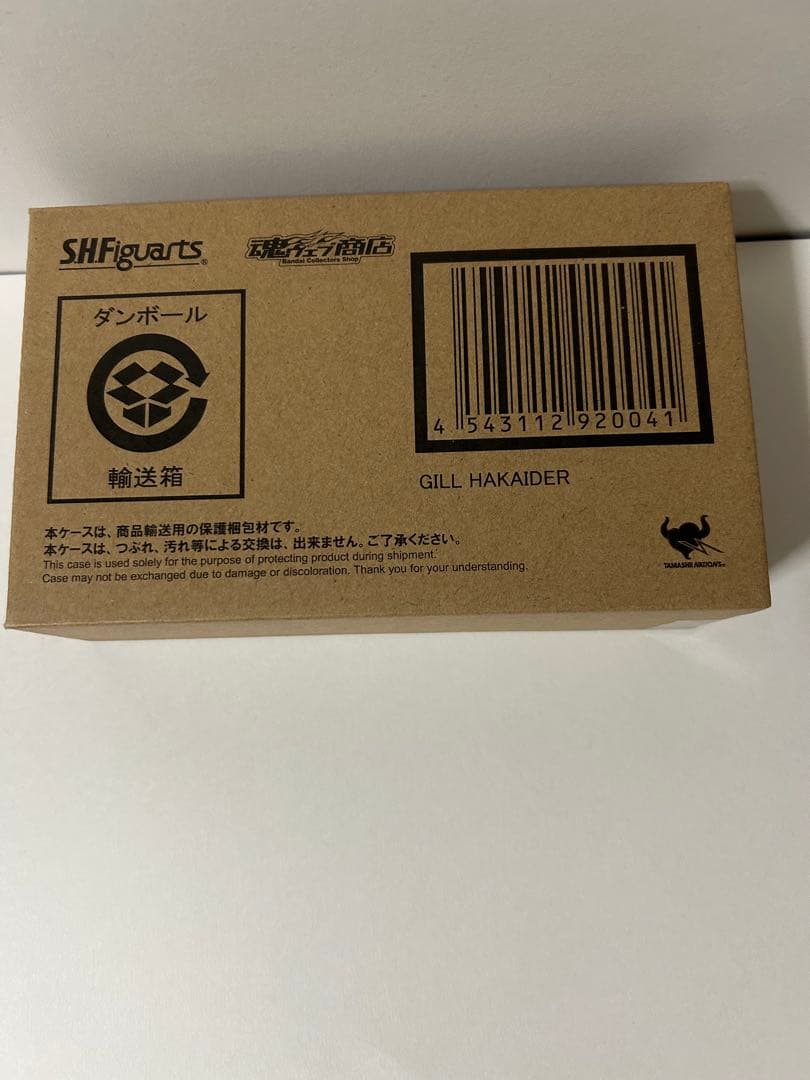 S.H.Figuarts®
魂ウェブ商店
Bandai Collectors Shop
ダンボール
輸送箱
4 543112 920041
GILL HAKAIDER
本ケースは、商品輸送用の保護梱包材です。
本ケースは、つぶれ、汚れ等による交換は、出来ません。ご了承ください。
This case is used solely for the purpose of protecting product during shipment.
Case may not be exchanged due to damage or discoloration. Thank you for your understanding.
TAMASHII NATIONS